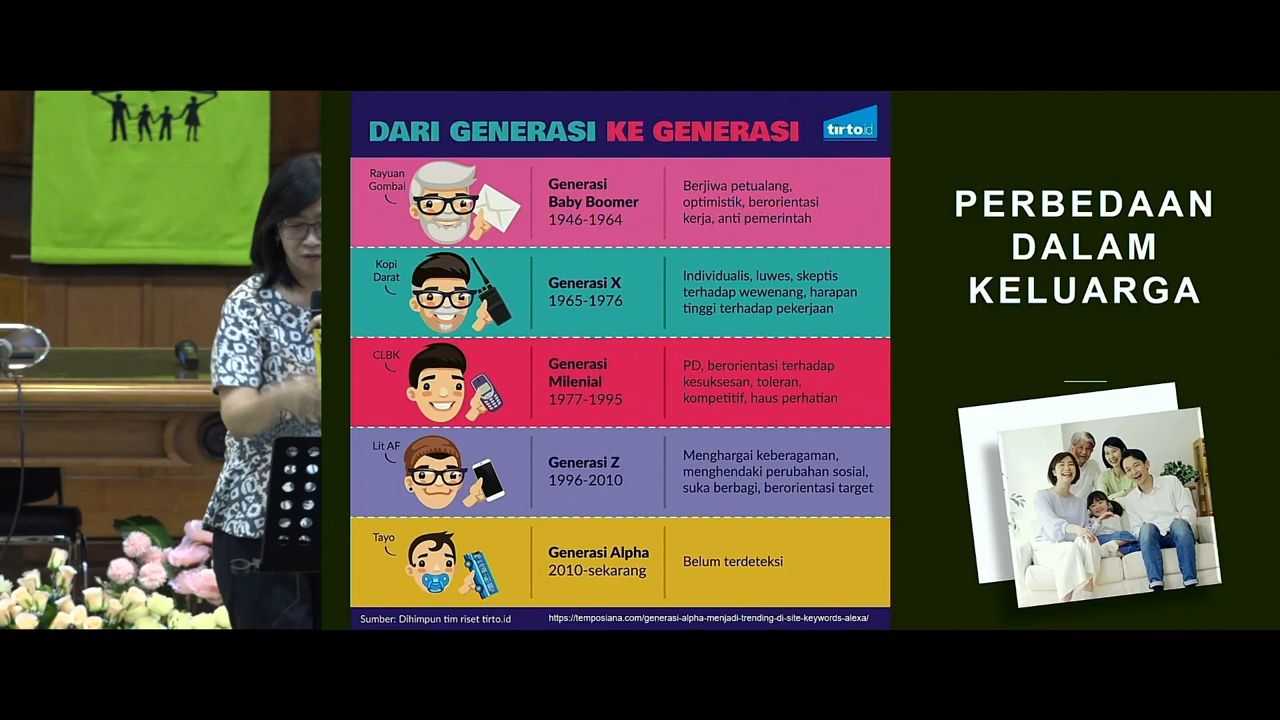 DARI GENERASI KE GENERASI
tirto.id
Rayuan
Gombal
Generasi
Baby Boomer
1946-1964
Berjiwa petualang,
optimistik, berorientasi
kerja, anti pemerintah
Kopi
Darat
Generasi X
1965-1976
Individualis, luwes, skeptis
terhadap wewenang, harapan
tinggi terhadap pekerjaan
CLBK
Generasi
Milenial
1977-1995
PD, berorientasi terhadap
kesuksesan, toleran,
kompetitif, haus perhatian
Lit AF
Generasi Z
1996-2010
Menghargai keberagaman,
menghendaki perubahan sosial,
suka berbagi, berorientasi target
Tayo
Generasi Alpha
2010-sekarang
Belum terdeteksi
Sumber: Dihimpun tim riset tirto.id
https://temposiana.com/generasi-alpha-menjadi-trending-di-site-keywords-alexa/
PERBEDAAN
DALAM
KELUARGA